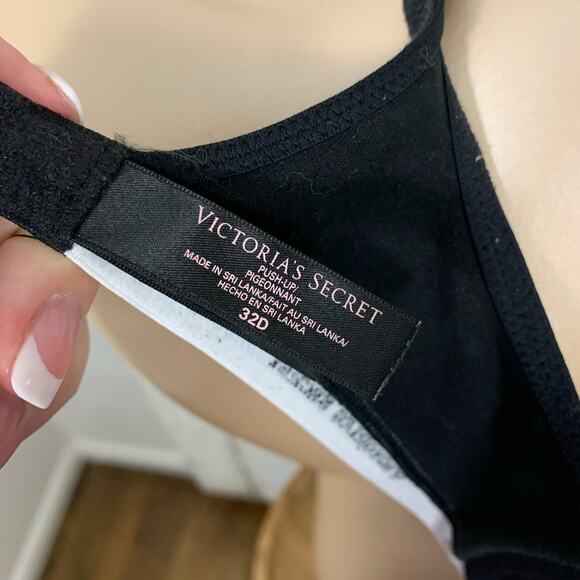 VICTORIA'S SECRET
PUSH-UP/
PIGEONNANT
MADE IN SRI LANKA/FAIT AU SRI LANKA/
HECHO EN SRI LANKA
32D